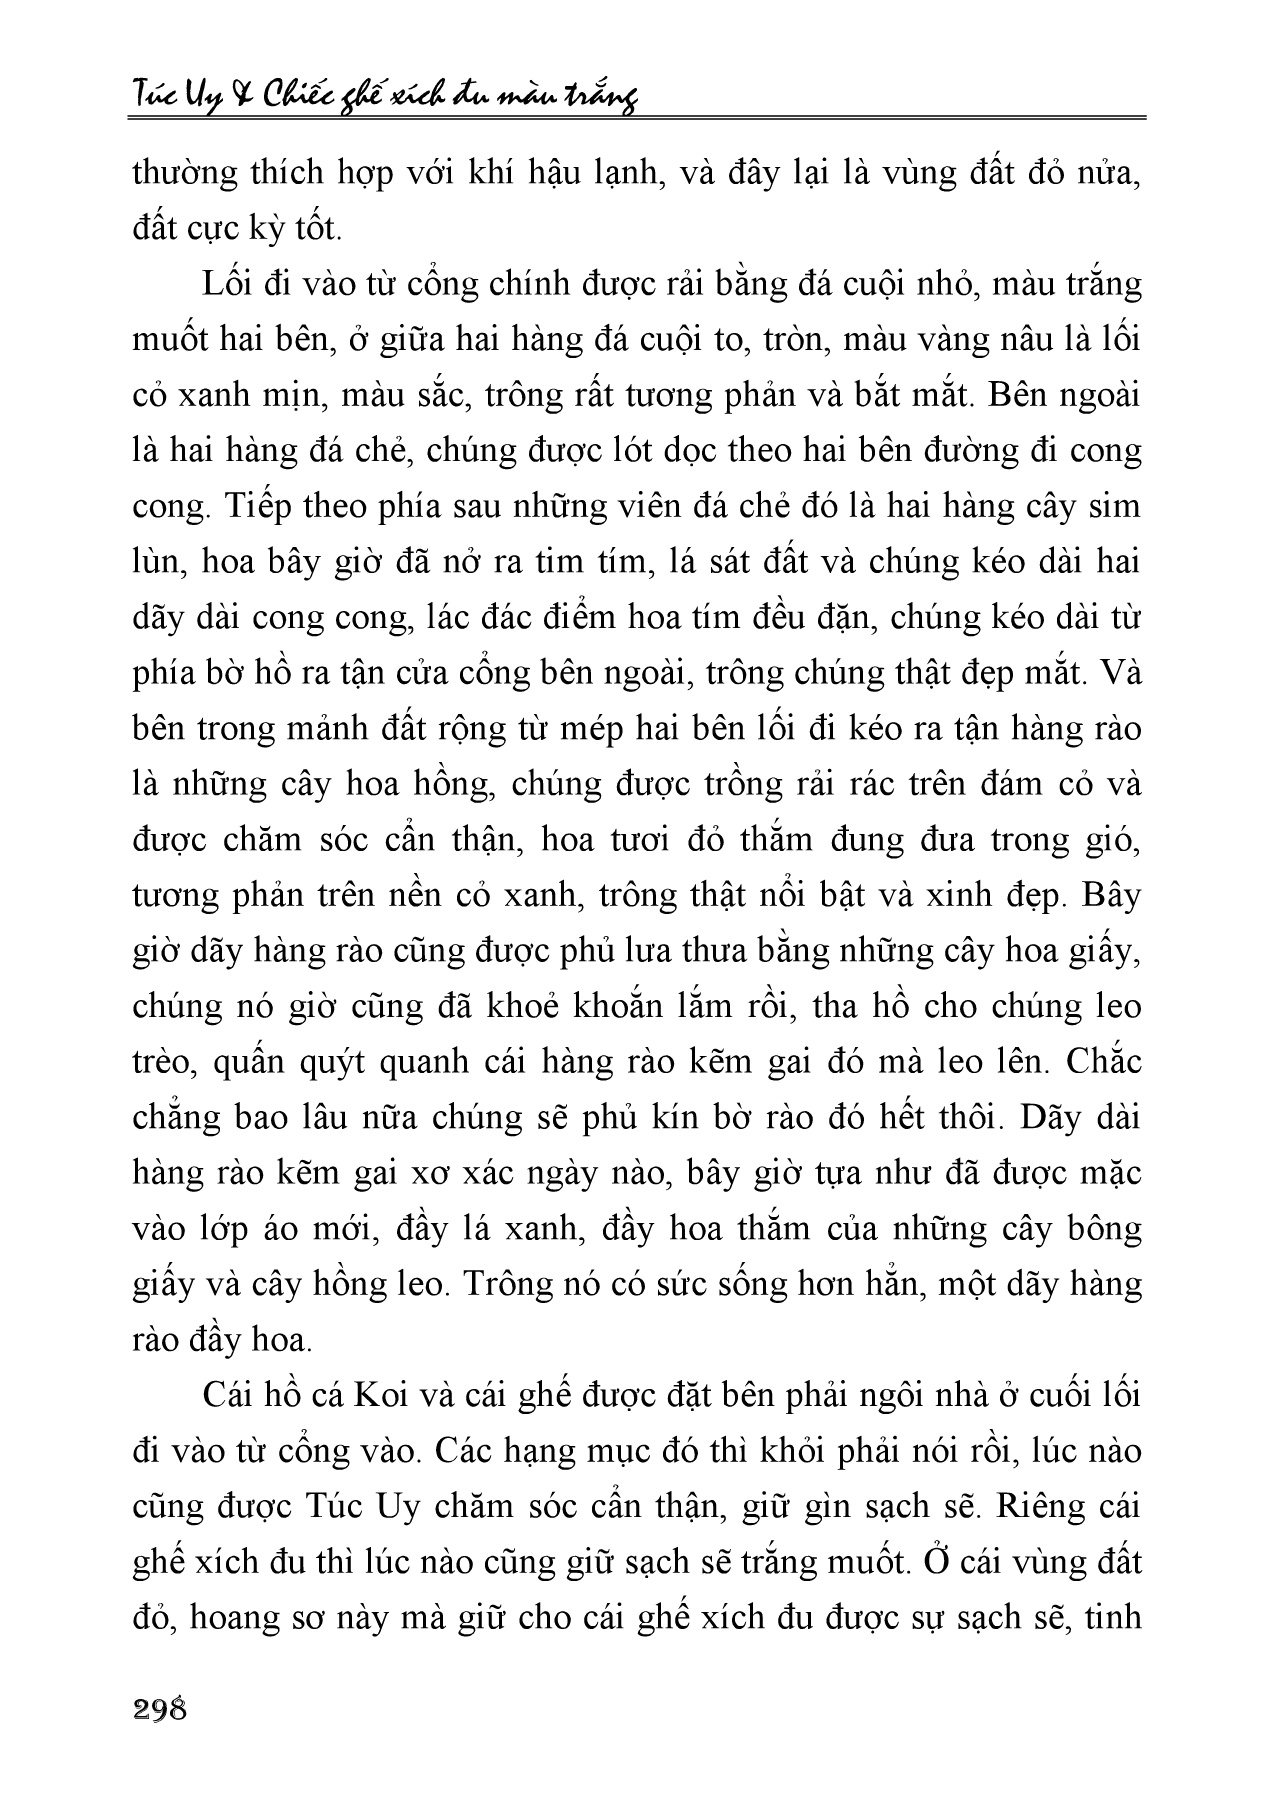 Túc Uy & Chiếc ghế xích đu màu trắng
thường thích hợp với khí hậu lạnh, và đây lại là vùng đất đỏ nửa,
đất cực kỳ tốt.
Lối đi vào từ cổng chính được rải bằng đá cuội nhỏ, màu trắng
muốt hai bên, ở giữa hai hàng đá cuội to, tròn, màu vàng nâu là lối
cỏ xanh mịn, màu sắc, trông rất tương phản và bắt mắt. Bên ngoài
là hai hàng đá chẻ, chúng được lót dọc theo hai bên đường đi cong
cong. Tiếp theo phía sau những viên đá chẻ đó là hai hàng cây sim
lùn, hoa bây giờ đã nở ra tim tím, lá sát đất và chúng kéo dài hai
dãy dài cong cong, lác đác điểm hoa tím đều đặn, chúng kéo dài từ
phía bờ hồ ra tận cửa cổng bên ngoài, trông chúng thật đẹp mắt. Và
bên trong mảnh đất rộng từ mép hai bên lối đi kéo ra tận hàng rào
là những cây hoa hồng, chúng được trồng rải rác trên đám cỏ và
được chăm sóc cẩn thận, hoa tươi đỏ thắm đung đưa trong gió,
tương phản trên nền cỏ xanh, trông thật nổi bật và xinh đẹp. Bây
giờ dãy hàng rào cũng được phủ lưa thưa bằng những cây hoa giấy,
chúng nó giờ cũng đã khoẻ khoắn lắm rồi, tha hồ cho chúng leo
trèo, quấn quýt quanh cái hàng rào kẽm gai đó mà leo lên. Chắc
chẳng bao lâu nữa chúng sẽ phủ kín bờ rào đó hết thôi. Dãy dài
hàng rào kẽm gai xơ xác ngày nào, bây giờ tựa như đã được mặc
vào lớp áo mới, đầy lá xanh, đầy hoa thắm của những cây bông
giấy và cây hồng leo. Trông nó có sức sống hơn hẳn, một dãy hàng
rào đầy hoa.
Cái hồ cá Koi và cái ghế được đặt bên phải ngôi nhà ở cuối lối
đi vào từ cổng vào. Các hạng mục đó thì khỏi phải nói rồi, lúc nào
cũng được Túc Uy chăm sóc cẩn thận, giữ gìn sạch sẽ. Riêng cái
ghế xích đu thì lúc nào cũng giữ sạch sẽ trắng muốt. Ở cái vùng đất
đỏ, hoang sơ này mà giữ cho cái ghế xích đu được sự sạch sẽ, tinh
298